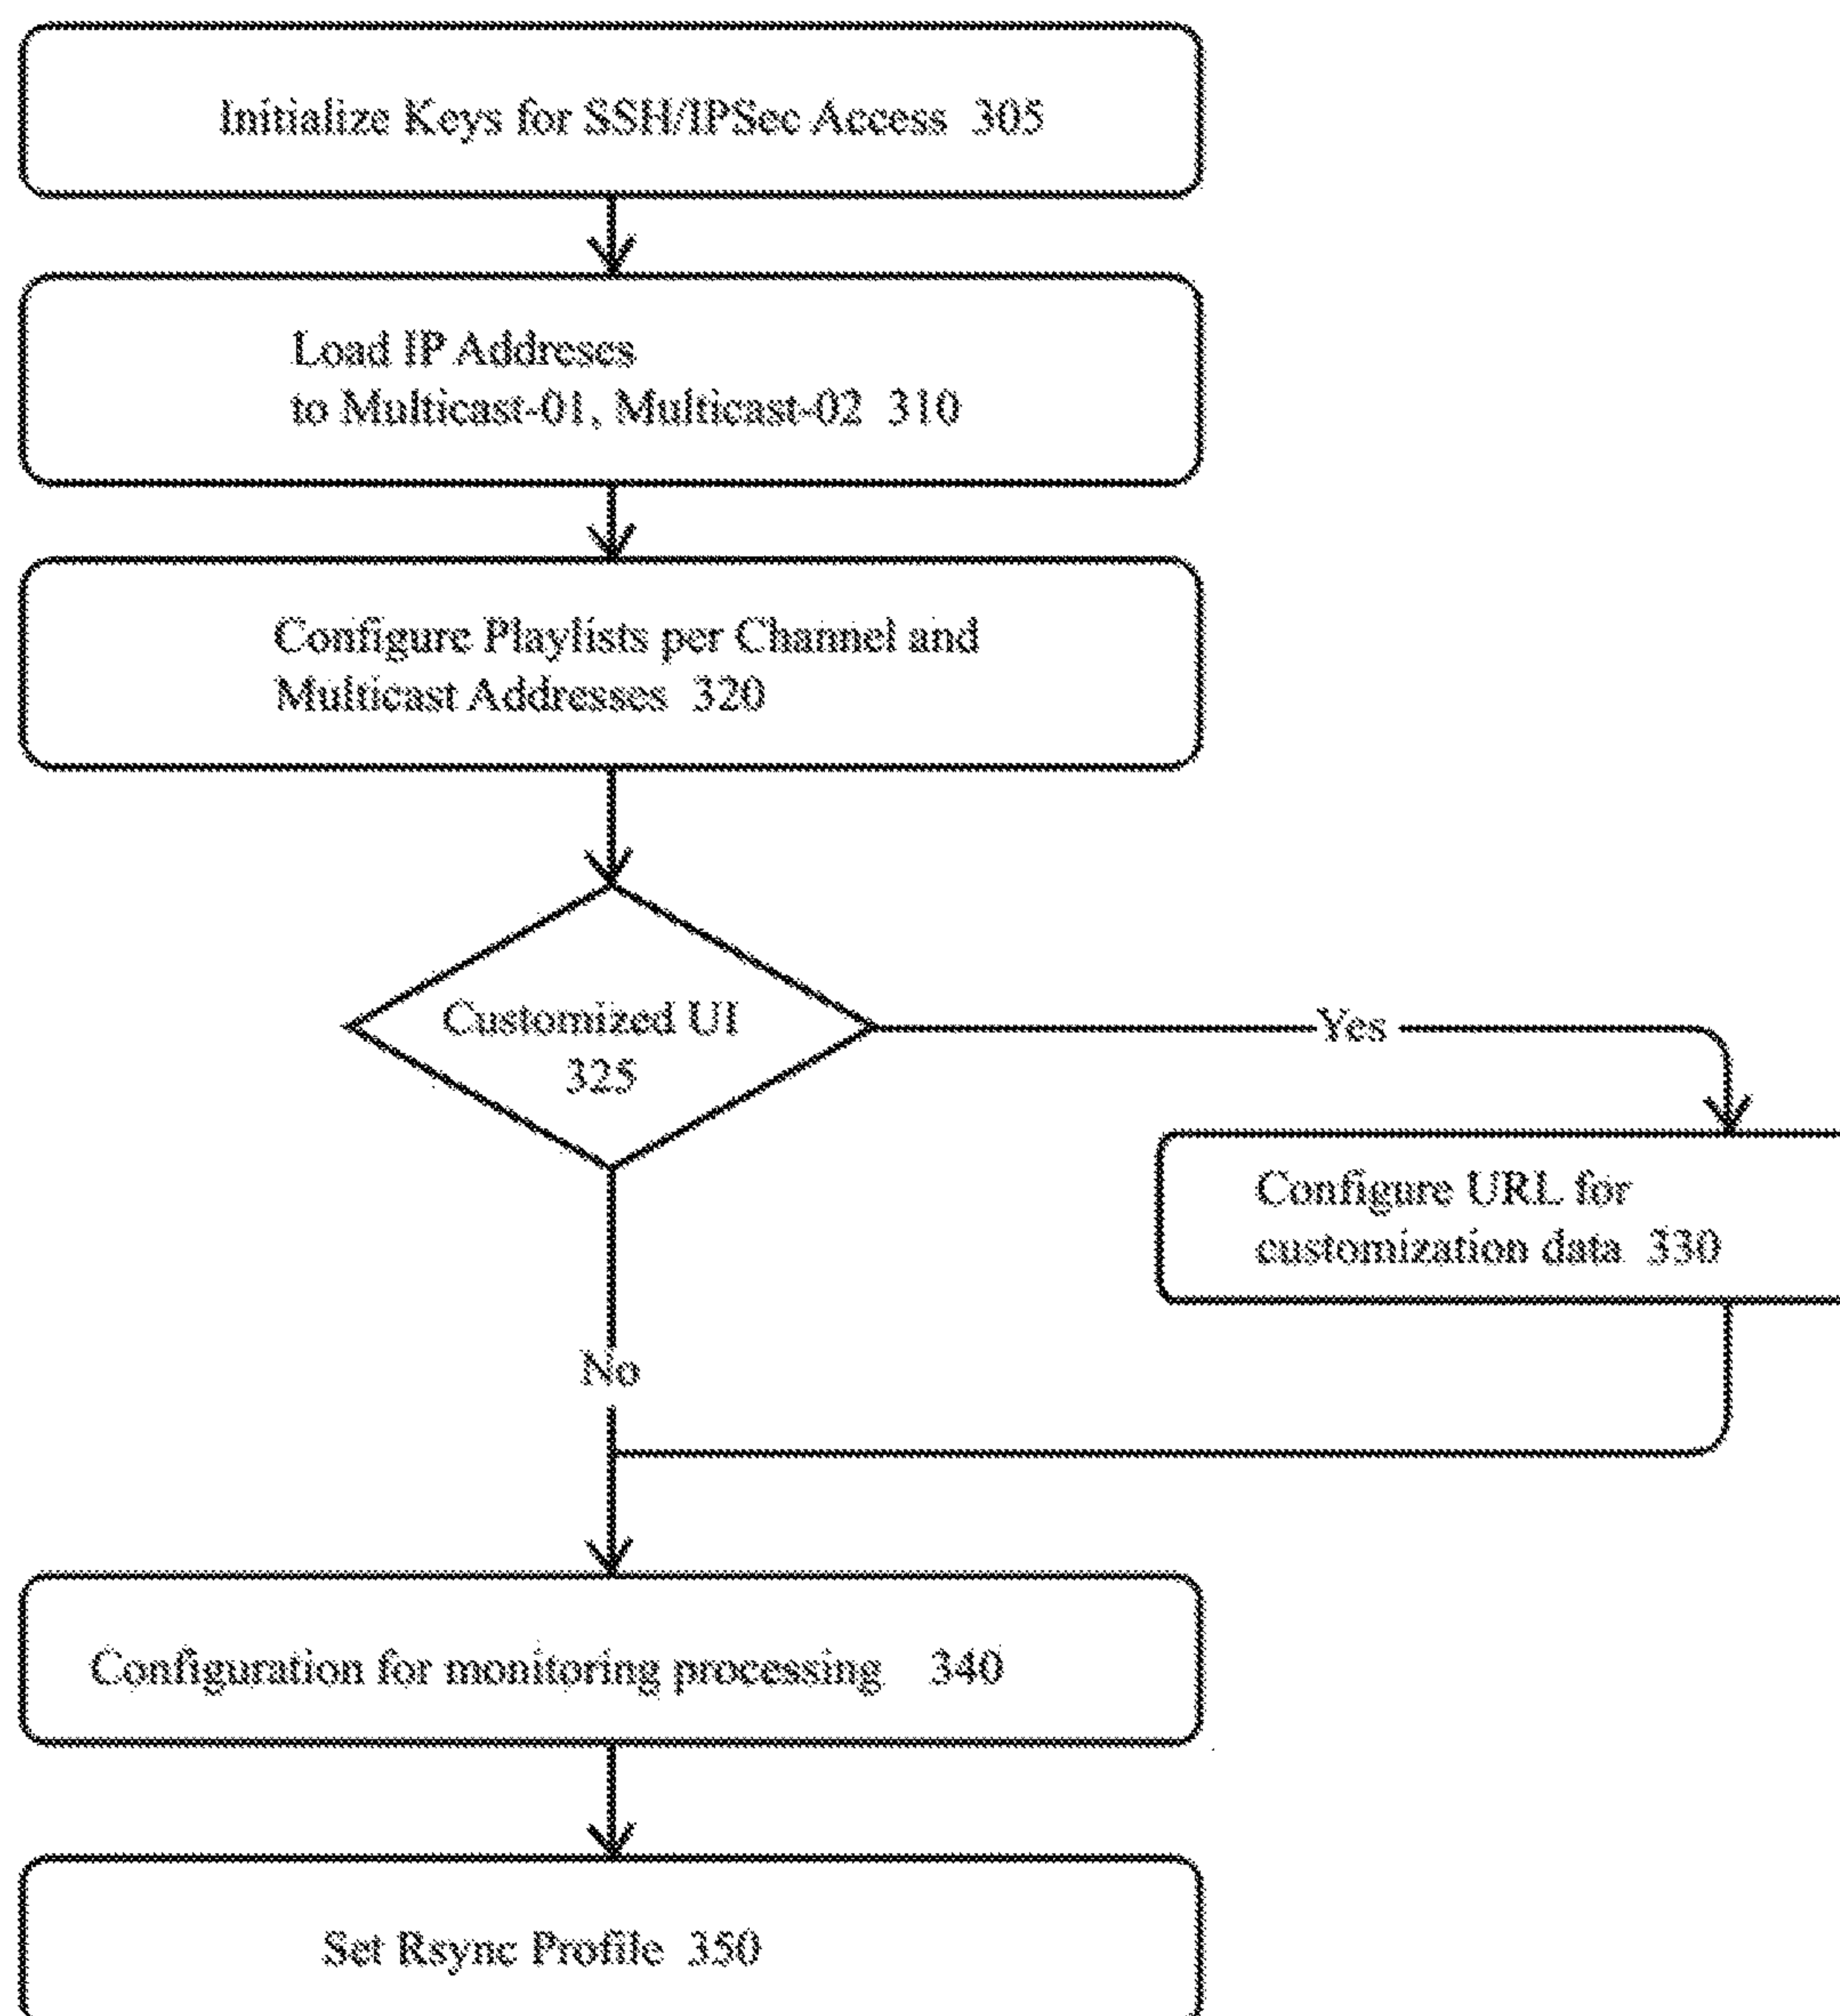 Initialize Keys for SSH/IPSec Access 305
Load IP Addreses
to Multicast-01, Multicast-02 310
Configure Playlists per Channel and
Multicast Addresses 320
Customized UI
325
Yes
Configure URL for
customization data 330
No
Configuration for monitoring processing 340
Set Rsync Profile 350